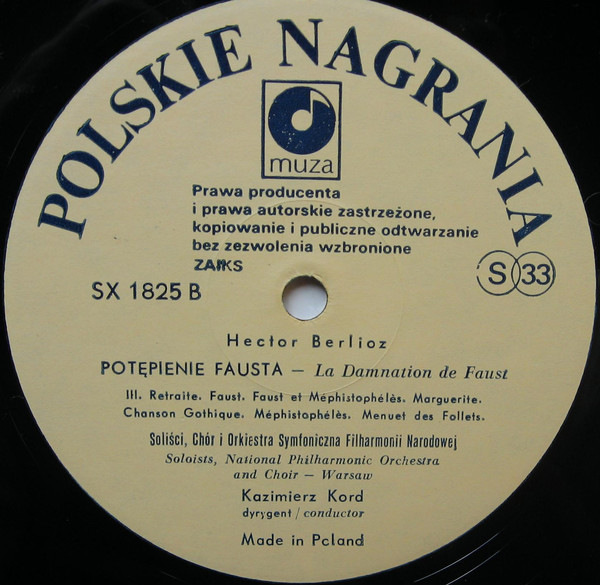 POLSKIE NAGRANIA
muza
Prawa producenta
i prawa autorskie zastrzeżone,
kopiowanie i publiczne odtwarzanie
bez zezwolenia wzbronione
ZAIKS
SX 1825 B
S 33
Hector Berlioz
POTĘPIENIE FAUSTA — La Damnation de Faust
III. Retraite. Faust. Faust et Méphistophélès. Marguerite.
Chanson Gothique. Méphistophélès. Menuet des Follets.
Soliści, Chór i Orkiestra Symfoniczna Filharmonii Narodowej
Soloists, National Philharmonic Orchestra
and Choir — Warsaw
Kazimierz Kord
dyrygent / conductor
Made in Poland